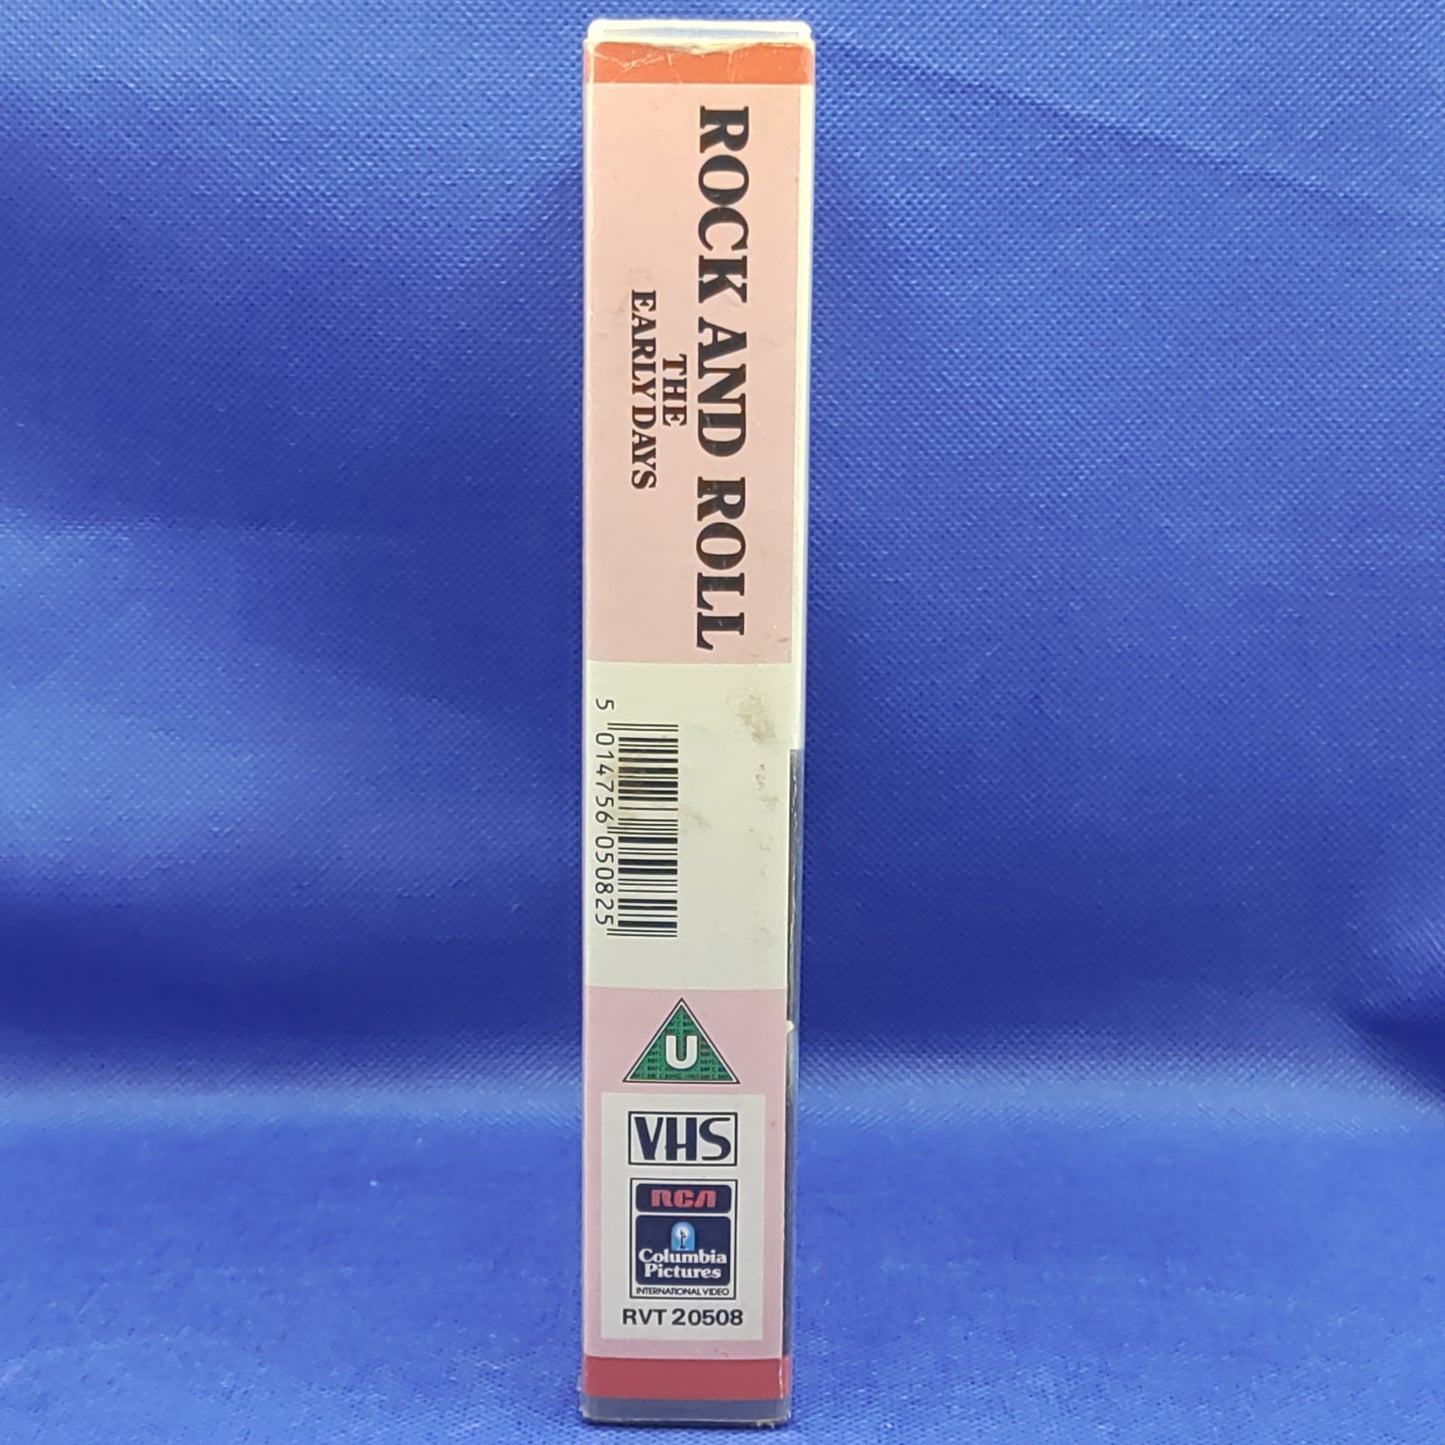 ROCK AND ROLL
THE
EARLY DAYS
5 014756 050825
U
VHS
RCA
Columbia
Pictures
INTERNATIONAL VIDEO
RVT 20508